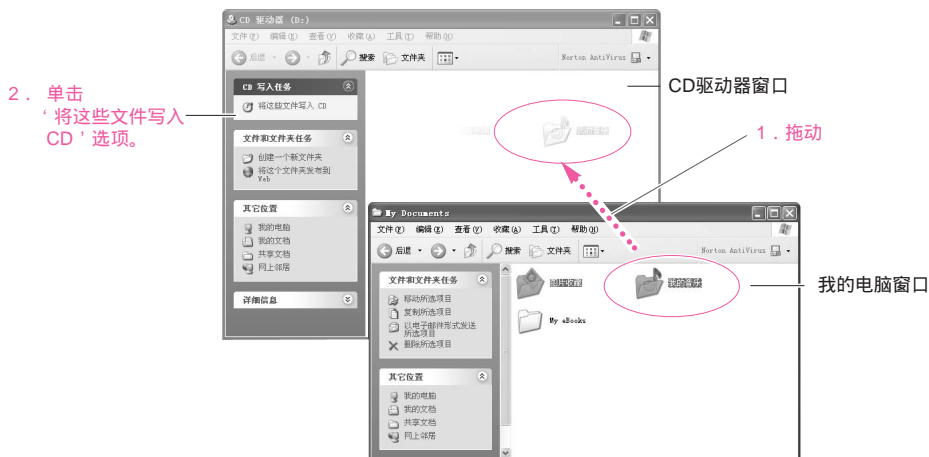 CD 驱动器 (D:)
文件(F) 编辑(E) 查看(V) 收藏(A) 工具(T) 帮助(H)
后退 搜索 文件夹 Norton AntiVirus
CD 写入任务
将这些文件写入 CD
文件和文件夹任务
创建一个新文件夹
将这个文件夹发布到
Web
其它位置
我的电脑
我的文档
共享文档
网上邻居
详细信息
2. 单击
‘将这些文件写入
CD’选项。
CD驱动器窗口
1.拖动
我的音乐
My Documents
文件(F) 编辑(E) 查看(V) 收藏(A) 工具(T) 帮助(H)
后退 搜索 文件夹 Norton AntiVirus
文件和文件夹任务
移动所选项目
复制所选项目
以电子邮件形式发送
所选项目
删除所选项目
其它位置
我的电脑
我的文档
共享文档
网上邻居
图片收藏
我的音乐
My eBooks
我的电脑窗口